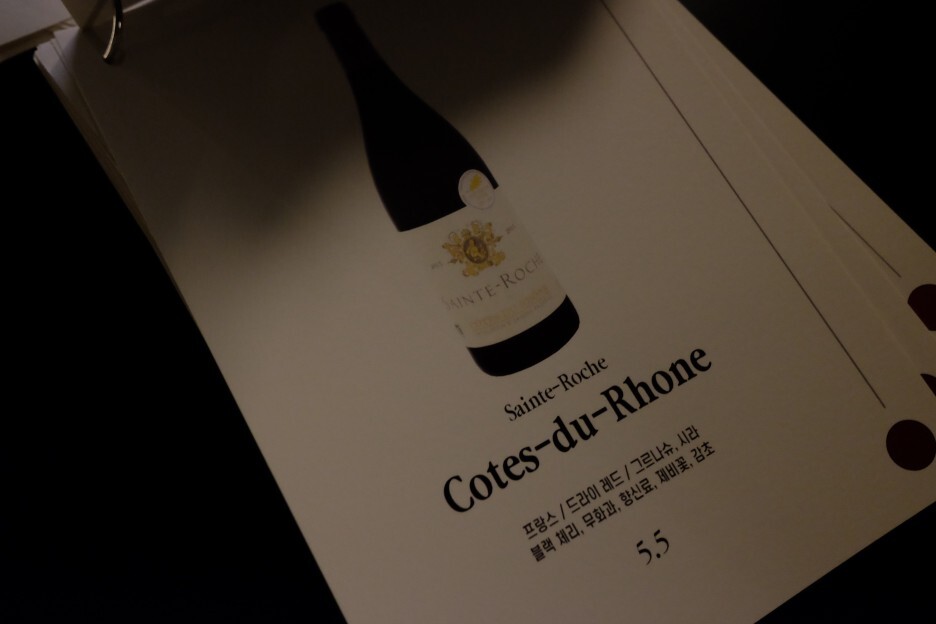 SAINTE-ROCHE
Sainte-Roche
Cotes-du-Rhone
프랑스 / 드라이 레드 / 그르나슈, 시라
블랙 체리, 무화과, 향신료, 제비꽃, 감초
5.5